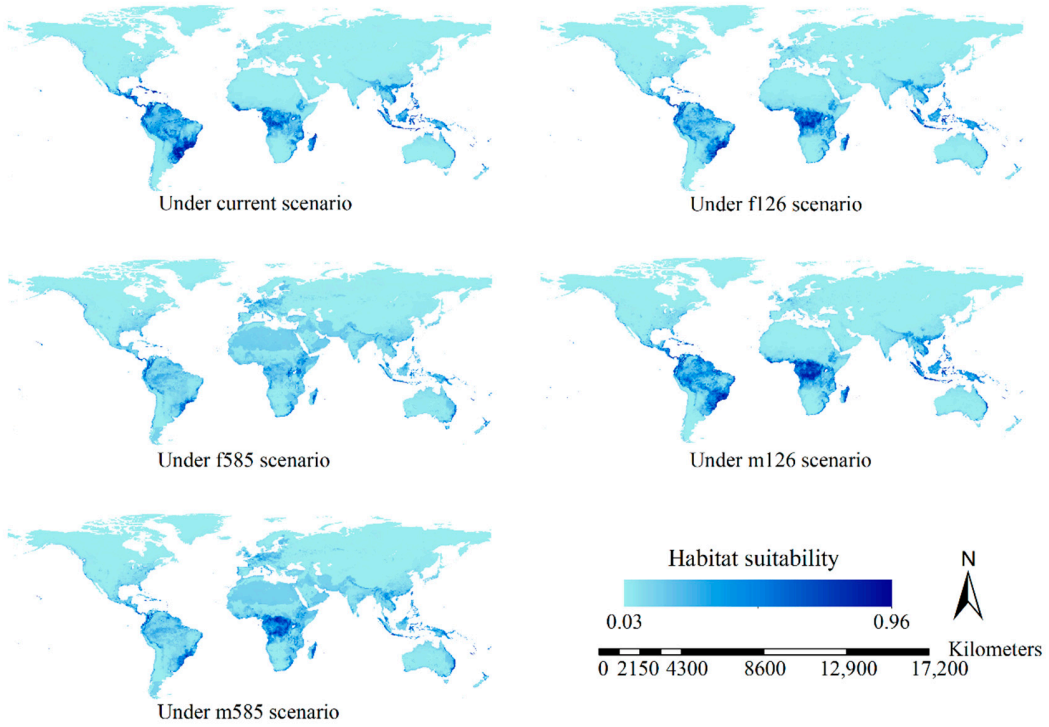 Under current scenario
Under f126 scenario
Under f585 scenario
Under m126 scenario
Under m585 scenario
Habitat suitability
0.03 0.96
N
Kilometers
0 2150 4300 8600 12,900 17,200